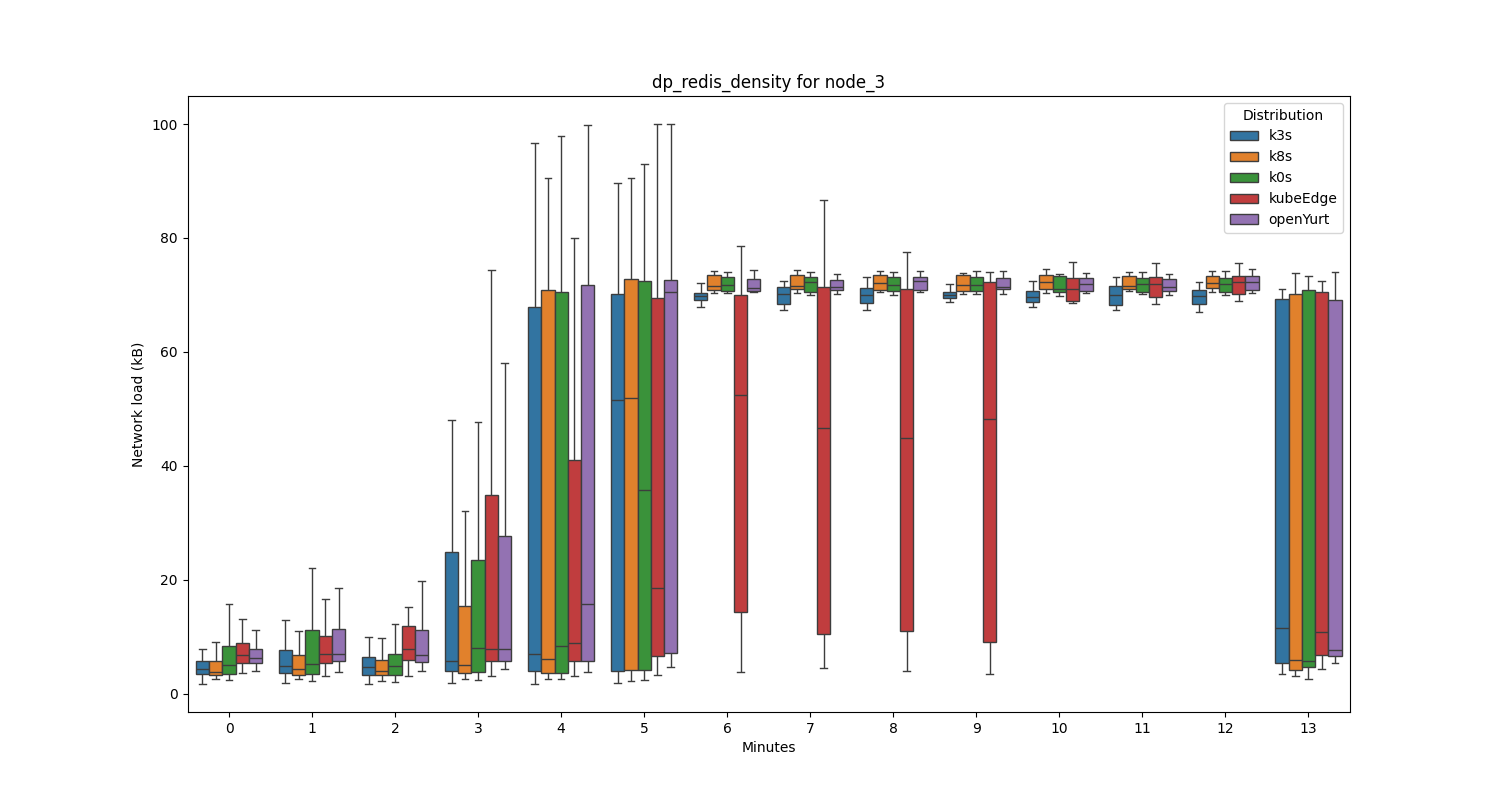 dp_redis_density for node_3
Distribution
k3s
k8s
k0s
kubeEdge
openYurt
Network load (kB)
100
80
60
40
20
0
0 1 2 3 4 5 6 7 8 9 10 11 12 13
Minutes